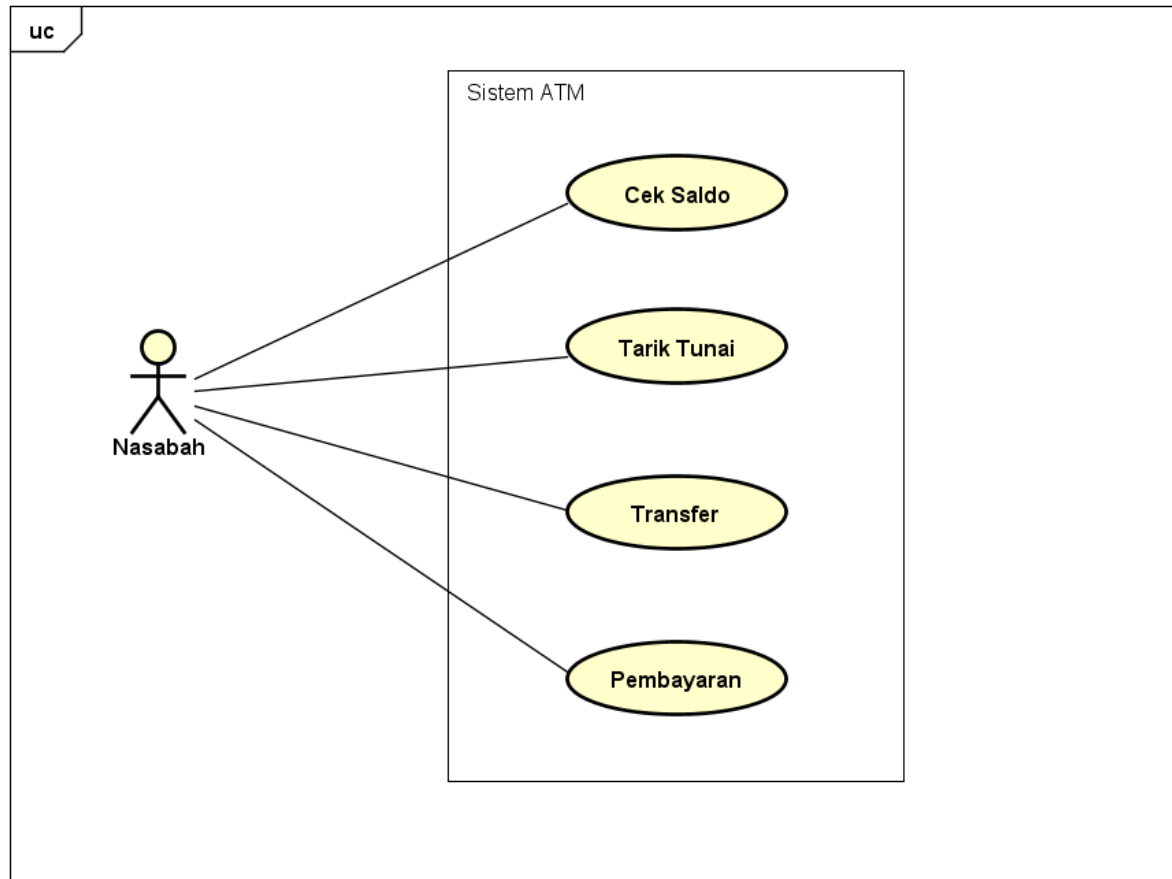 uc
Sistem ATM
Cek Saldo
Tarik Tunai
Nasabah
Transfer
Pembayaran